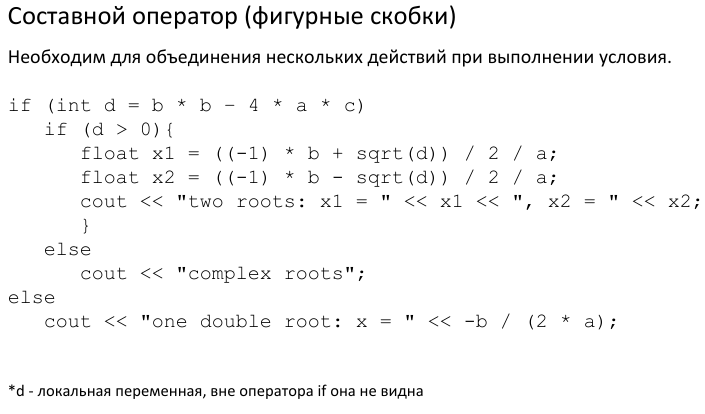 Составной оператор (фигурные скобки)
Необходим для объединения нескольких действий при выполнении условия.
if (int d = b * b – 4 * a * c)
   if (d > 0){
      float x1 = ((-1) * b + sqrt(d)) / 2 / a;
      float x2 = ((-1) * b - sqrt(d)) / 2 / a;
      cout << "two roots: x1 = " << x1 << ", x2 = " << x2;
      }
   else
      cout << "complex roots";
else
   cout << "one double root: x = " << -b / (2 * a);
*d - локальная переменная, вне оператора if она не видна